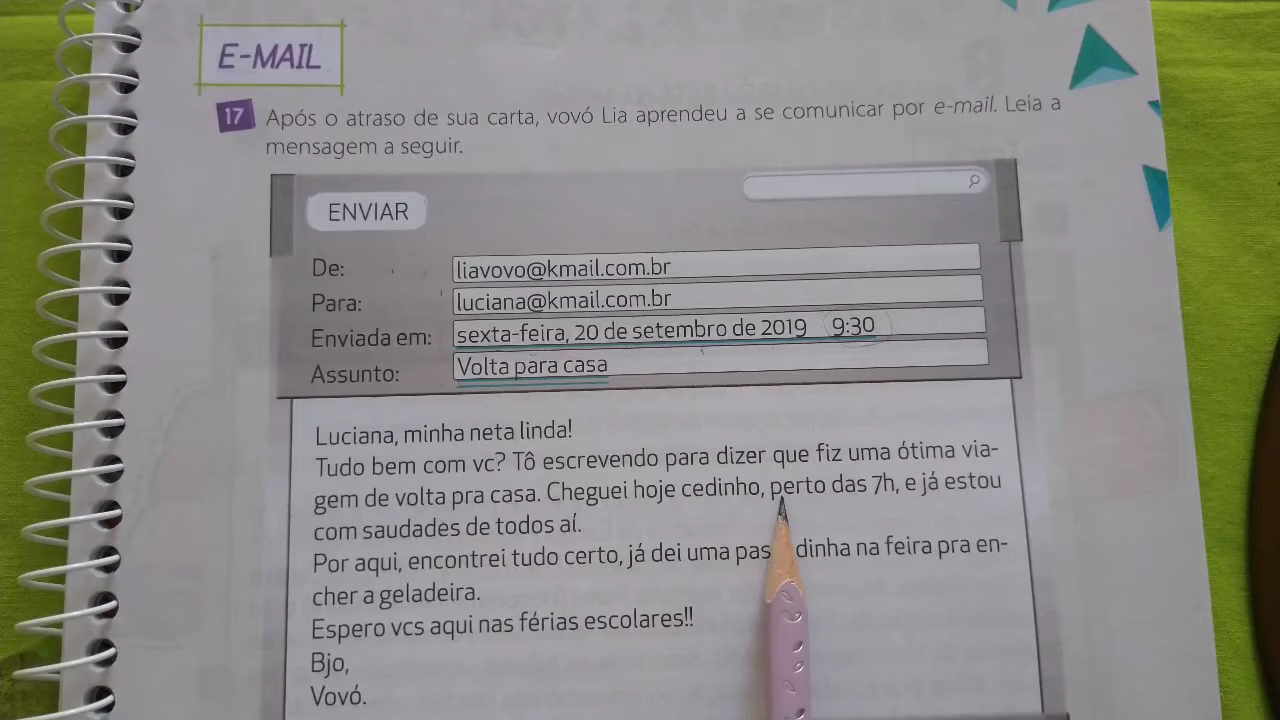 E-MAIL
17 Após o atraso de sua carta, vovó Lia aprendeu a se comunicar por e-mail. Leia a
mensagem a seguir.
ENVIAR
De: liavovo@kmail.com.br
Para: luciana@kmail.com.br
Enviada em: sexta-feira, 20 de setembro de 2019 9:30
Assunto: Volta para casa
Luciana, minha neta linda!
Tudo bem com vc? Tô escrevendo para dizer que fiz uma ótima via-
gem de volta pra casa. Cheguei hoje cedinho, perto das 7h, e já estou
com saudades de todos aí.
Por aqui, encontrei tudo certo, já dei uma pas dinha na feira pra en-
cher a geladeira.
Espero vcs aqui nas férias escolares!!
Bjo,
Vovó.